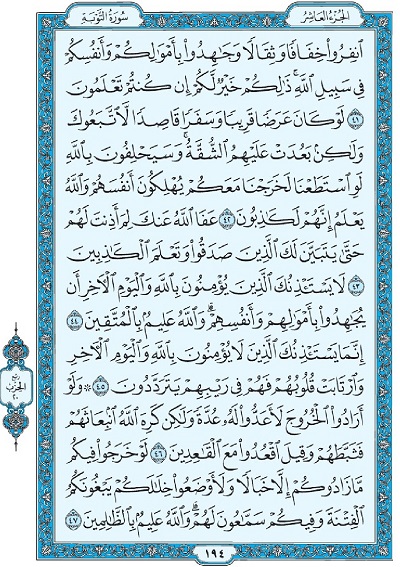 الجزء العاشر
سورة التوبة
ٱنفِرُوا۟ خِفَافًا وَثِقَالًا وَجَٰهِدُوا۟ بِأَمْوَٰلِكُمْ وَأَنفُسِكُمْ
فِى سَبِيلِ ٱللَّهِ ذَٰلِكُمْ خَيْرٌ لَّكُمْ إِن كُنتُمْ تَعْلَمُونَ
٤١ لَوْ كَانَ عَرَضًا قَرِيبًا وَسَفَرًا قَاصِدًا لَّٱتَّبَعُوكَ
وَلَٰكِنۢ بَعُدَتْ عَلَيْهِمُ ٱلشُّقَّةُ ۚ وَسَيَحْلِفُونَ بِٱللَّهِ
لَوِ ٱسْتَطَعْنَا لَخَرَجْنَا مَعَكُمْ يُهْلِكُونَ أَنفُسَهُمْ وَٱللَّهُ
يَعْلَمُ إِنَّهُمْ لَكَٰذِبُونَ ٤٢ عَفَا ٱللَّهُ عَنكَ لِمَ أَذِنتَ لَهُمْ
حَتَّىٰ يَتَبَيَّنَ لَكَ ٱلَّذِينَ صَدَقُوا۟ وَتَعْلَمَ ٱلْكَٰذِبِينَ
٤٣ لَا يَسْتَـْٔذِنُكَ ٱلَّذِينَ يُؤْمِنُونَ بِٱللَّهِ وَٱلْيَوْمِ ٱلْـَٔاخِرِ أَن
يُجَٰهِدُوا۟ بِأَمْوَٰلِهِمْ وَأَنفُسِهِمْ ۗ وَٱللَّهُ عَلِيمٌۢ بِٱلْمُتَّقِينَ ٤٤
إِنَّمَا يَسْتَـْٔذِنُكَ ٱلَّذِينَ لَا يُؤْمِنُونَ بِٱللَّهِ وَٱلْيَوْمِ ٱلْـَٔاخِرِ
وَٱرْتَابَتْ قُلُوبُهُمْ فَهُمْ فِى رَيْبِهِمْ يَتَرَدَّدُونَ ٤٥ ۞ وَلَوْ
أَرَادُوا۟ ٱلْخُرُوجَ لَأَعَدُّوا۟ لَهُۥ عُدَّةً وَلَٰكِن كَرِهَ ٱللَّهُ ٱنۢبِعَاثَهُمْ
فَثَبَّطَهُمْ وَقِيلَ ٱقْعُدُوا۟ مَعَ ٱلْقَٰعِدِينَ ٤٦ لَوْ خَرَجُوا۟ فِيكُم
مَّا زَادُوكُمْ إِلَّا خَبَالًا وَلَأَوْضَعُوا۟ خِلَٰلَكُمْ يَبْغُونَكُمُ
ٱلْفِتْنَةَ وَفِيكُمْ سَمَّٰعُونَ لَهُمْ ۗ وَٱللَّهُ عَلِيمٌۢ بِٱلظَّٰلِمِينَ ٤٧
ربع
الحزب
٢٠
١٩٤